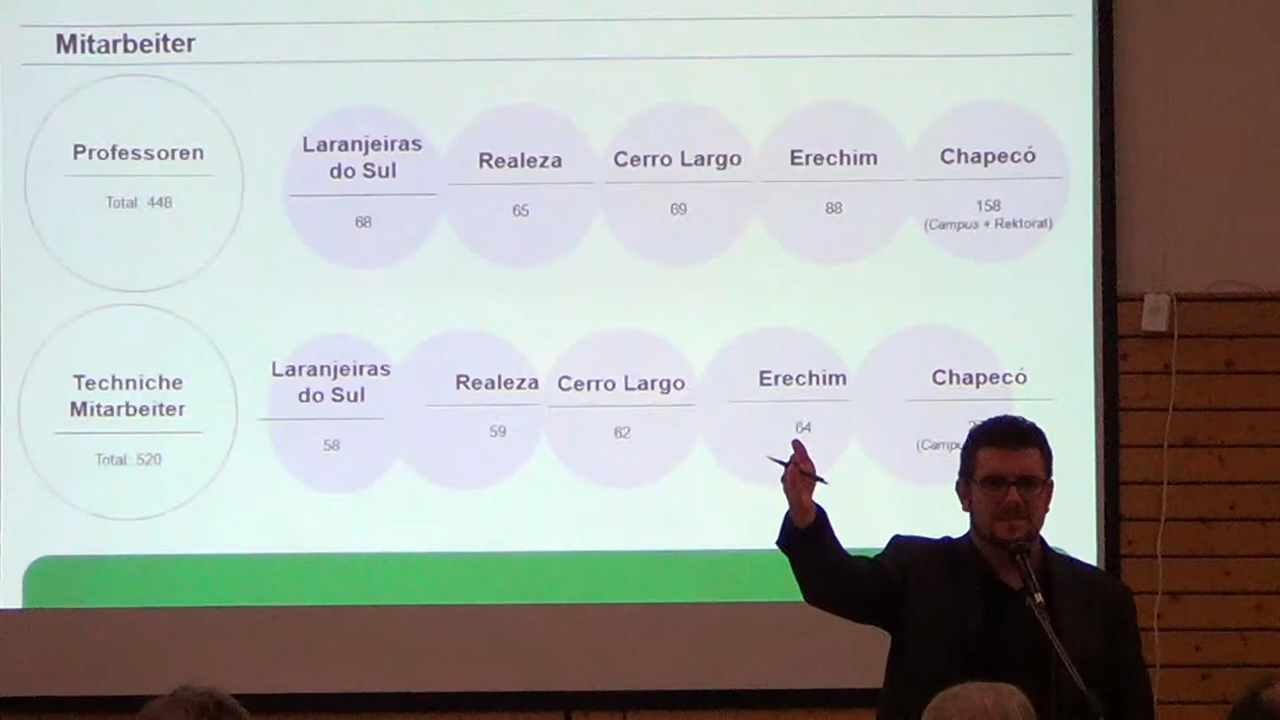 Mitarbeiter
Professoren
Total 448
Laranjeiras
do Sul
68
Realeza
65
Cerro Largo
69
Erechim
88
Chapecó
158
(Campus + Rektorat)
Techniche
Mitarbeiter
Total 520
Laranjeiras
do Sul
58
Realeza
59
Cerro Largo
62
Erechim
64
Chapecó